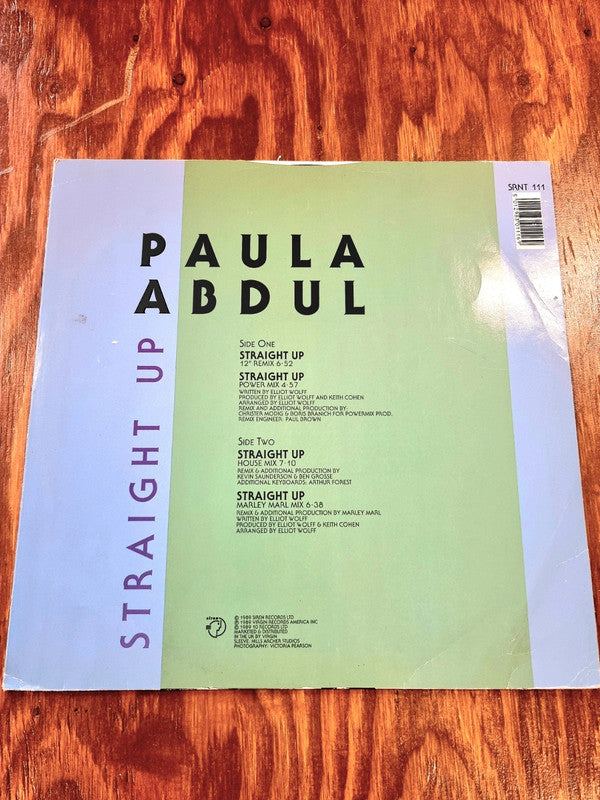 SRNT 111
PAULA
ABDUL
STRAIGHT UP
SIDE ONE
STRAIGHT UP
12" REMIX 6·52
STRAIGHT UP
POWER MIX 4·57
WRITTEN BY ELLIOT WOLFF
PRODUCED BY ELLIOT WOLFF AND KEITH COHEN
ARRANGED BY ELLIOT WOLFF
REMIX AND ADDITIONAL PRODUCTION BY:
CHRISTER MODIG & BORIS BRANICH FOR POWERMIX PROD.
REMIX ENGINEER: PAUL BROWN
SIDE TWO
STRAIGHT UP
HOUSE MIX 7·10
REMIX & ADDITIONAL PRODUCTION BY
KEVIN SAUNDERSON & BEN GROSSE
ADDITIONAL KEYBOARDS: ARTHUR FOREST
STRAIGHT UP
MARLEY MARL MIX 6·38
REMIX & ADDITIONAL PRODUCTION BY MARLEY MARL
WRITTEN BY ELLIOT WOLFF
PRODUCED BY ELLIOT WOLFF & KEITH COHEN
ARRANGED BY ELLIOT WOLFF
siren
℗ 1989 SIREN RECORDS LTD
℗ 1989 VIRGIN RECORDS AMERICA INC
© 1989 10 RECORDS LTD
MARKETED & DISTRIBUTED
IN THE UK BY VIRGIN
SLEEVE: MILLS ARCHER STUDIOS
PHOTOGRAPHY: VICTORIA PEARSON